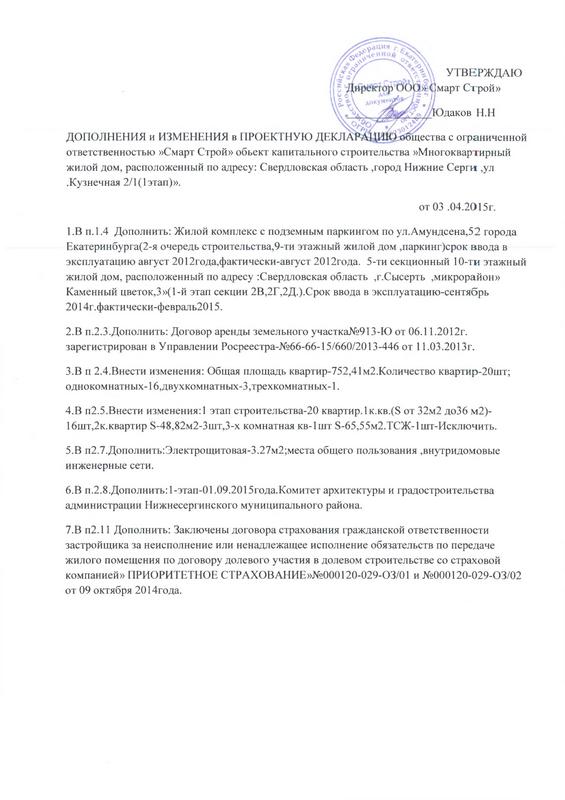 УТВЕРЖДАЮ
Директор ООО» Смарт Строй»
Юдаков Н.Н
ДОПОЛНЕНИЯ и ИЗМЕНЕНИЯ в ПРОЕКТНУЮ ДЕКЛАРАЦИЮ общества с ограниченной
ответственностью »Смарт Строй» обьект капитального строительства »Многоквартирный
жилой дом, расположенный по адресу: Свердловская область ,город Нижние Серги ,ул
.Кузнечная 2/1(1этап)».
от 03 .04.2015г.
1.В п.1.4 Дополнить: Жилой комплекс с подземным паркингом по ул.Амундсена,52 города
Екатеринбурга(2-я очередь строительства,9-ти этажный жилой дом ,паркинг)срок ввода в
эксплуатацию август 2012года,фактически-август 2012года. 5-ти секционный 10-ти этажный
жилой дом, расположенный по адресу :Свердловская область ,г.Сысерть ,микрорайон»
Каменный цветок,3»(1-й этап секции 2В,2Г,2Д.).Срок ввода в эксплуатацию-сентябрь
2014г.фактически-февраль2015.
2.В п.2.3.Дополнить: Договор аренды земельного участка№913-Ю от 06.11.2012г.
зарегистрирован в Управлении Росреестра-№66-66-15/660/2013-446 от 11.03.2013г.
3.В п 2.4.Внести изменения: Общая площадь квартир-752,41м2.Количество квартир-20шт;
однокомнатных-16,двухкомнатных-3,трехкомнатных-1.
4.В п2.5.Внести изменения:1 этап строительства-20 квартир.1к.кв.(S от 32м2 до36 м2)-
16шт,2к.квартир S-48,82м2-3шт,3-х комнатная кв-1шт S-65,55м2.ТСЖ-1шт-Исключить.
5.В п2.7.Дополнить:Электрощитовая-3.27м2;места общего пользования ,внутридомовые
инженерные сети.
6.В п.2.8.Дополнить:1-этап-01.09.2015года.Комитет архитектуры и градостроительства
администрации Нижнесергинского муниципального района.
7.В п2.11 Дополнить: Заключены договора страхования гражданской ответственности
застройщика за неисполнение или ненадлежащее исполнение обязательств по передаче
жилого помещения по договору долевого участия в долевом строительстве со страховой
компанией» ПРИОРИТЕТНОЕ СТРАХОВАНИЕ»№000120-029-ОЗ/01 и №000120-029-ОЗ/02
от 09 октября 2014года.
Российская Федерация г. Екатеринбург
для
документов